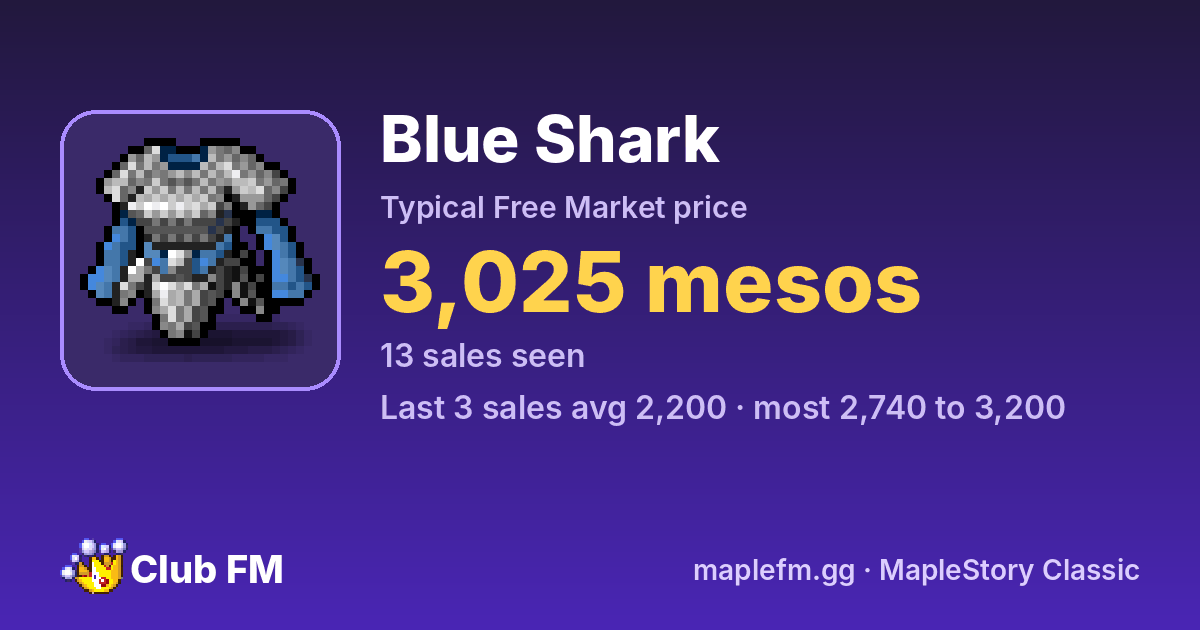 Blue Shark
Typical Free Market price
3,025 mesos
13 sales seen
Last 3 sales avg 2,200 · most 2,740 to 3,200
Club FM
maplefm.gg · MapleStory Classic